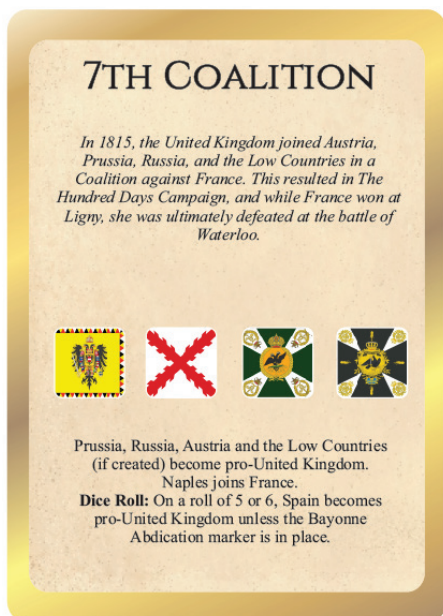 7TH COALITION
In 1815, the United Kingdom joined Austria,
Prussia, Russia, and the Low Countries in a
Coalition against France. This resulted in The
Hundred Days Campaign, and while France won at
Ligny, she was ultimately defeated at the battle of
Waterloo.
Prussia, Russia, Austria and the Low Countries
(if created) become pro-United Kingdom.
Naples joins France.
Dice Roll: On a roll of 5 or 6, Spain becomes
pro-United Kingdom unless the Bayonne
Abdication marker is in place.